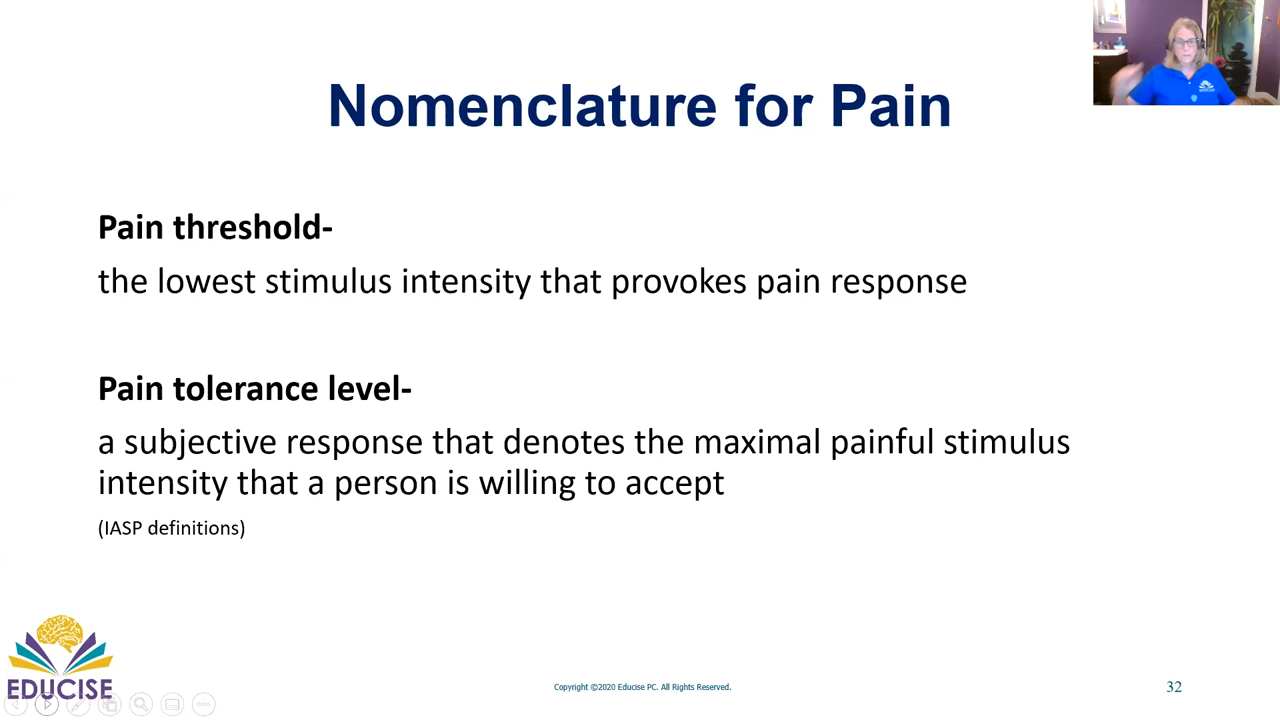 Nomenclature for Pain
Pain threshold-
the lowest stimulus intensity that provokes pain response
Pain tolerance level-
a subjective response that denotes the maximal painful stimulus
intensity that a person is willing to accept
(IASP definitions)
EDUCISE
EDUCISE
Copyright ©2020 Educise PC. All Rights Reserved.
32